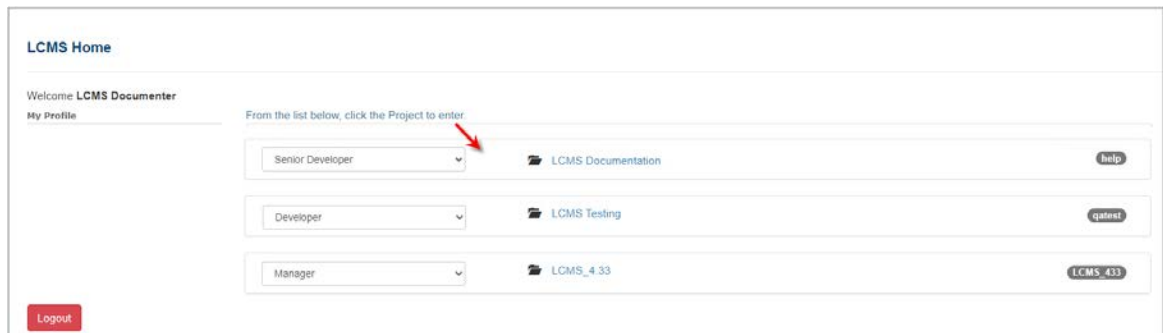 LCMS Home
Welcome LCMS Documenter
My Profile
From the list below, click the Project to enter.
Senior Developer LCMS Documentation help
Developer LCMS Testing qatest
Manager LCMS_4.33 LCMS_433
Logout